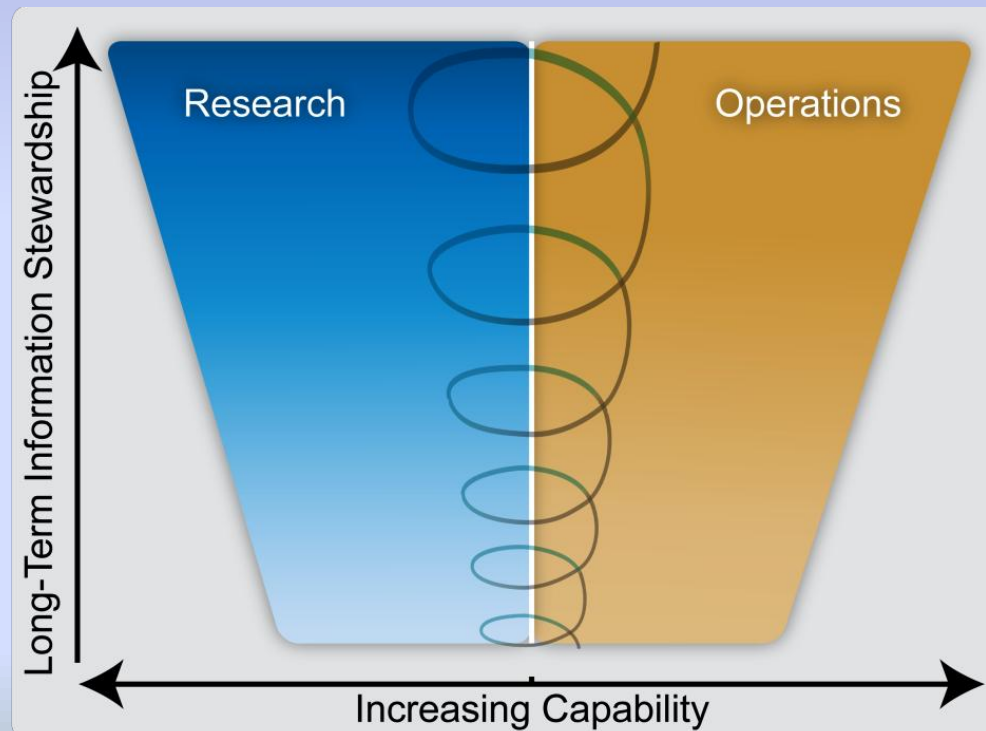 Research
Operations
Long-Term Information Stewardship
Increasing Capability